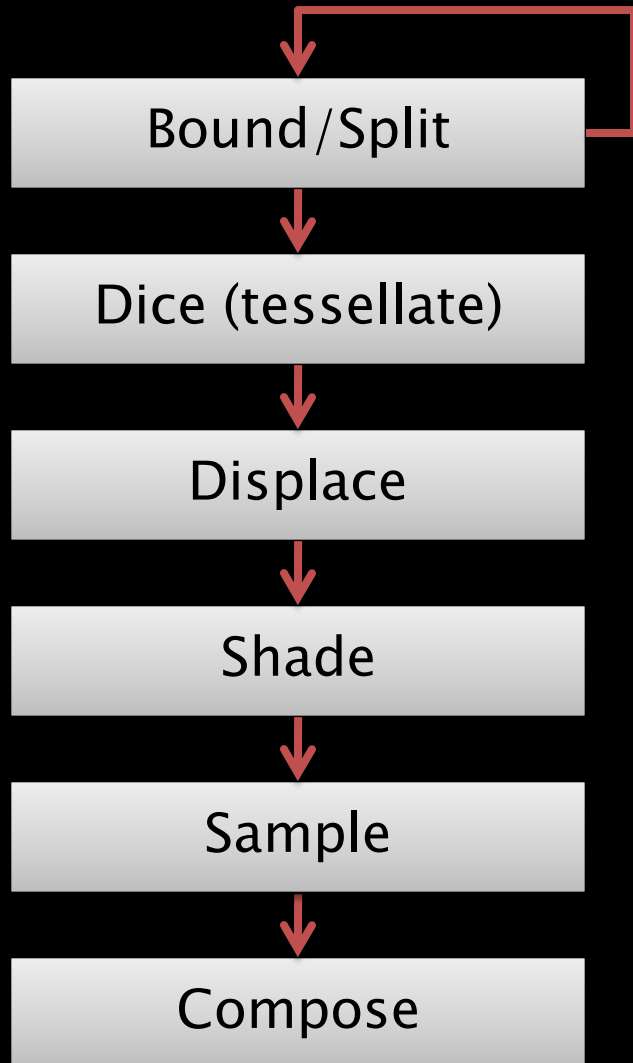 Bound/Split
Dice (tessellate)
Displace
Shade
Sample
Compose